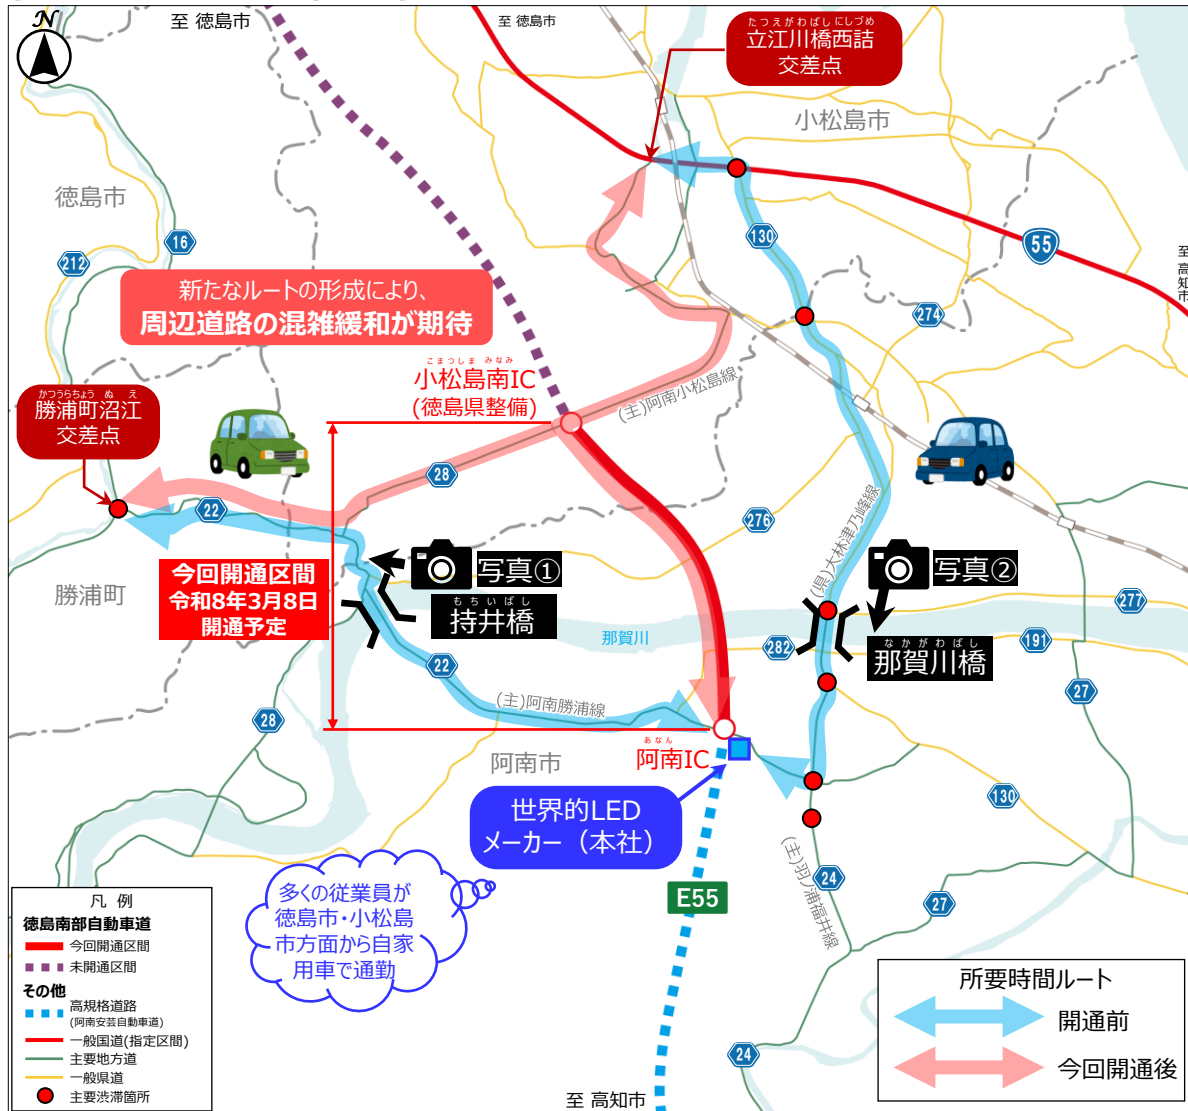 N
至 徳島市
至 徳島市
たつえがわばしにしづめ
立江川橋西詰
交差点
小松島市
徳島市
16
212
130
55
至 高知市
274
新たなルートの形成により、
周辺道路の混雑緩和が期待
こまつしま みなみ
小松島南IC
(徳島県整備)
(主)阿南小松島線
かつうらちょう ぬ え
勝浦町沼江
交差点
28
22
276
(県)大林津乃峰線
写真①
もちいばし
持井橋
写真②
なかがわばし
那賀川橋
今回開通区間
令和8年3月8日
開通予定
勝浦町
那賀川
277
282
191
22
27
28
(主)阿南勝浦線
阿南市
あなん
阿南IC
130
世界的LED
メーカー（本社）
(主)羽ノ浦福井線
24
27
E55
多くの従業員が
徳島市・小松島
市方面から自家
用車で通勤
24
至 高知市
凡 例
徳島南部自動車道
今回開通区間
未開通区間
その他
高規格道路
(阿南安芸自動車道)
一般国道(指定区間)
主要地方道
一般県道
主要渋滞箇所
所要時間ルート
開通前
今回開通後